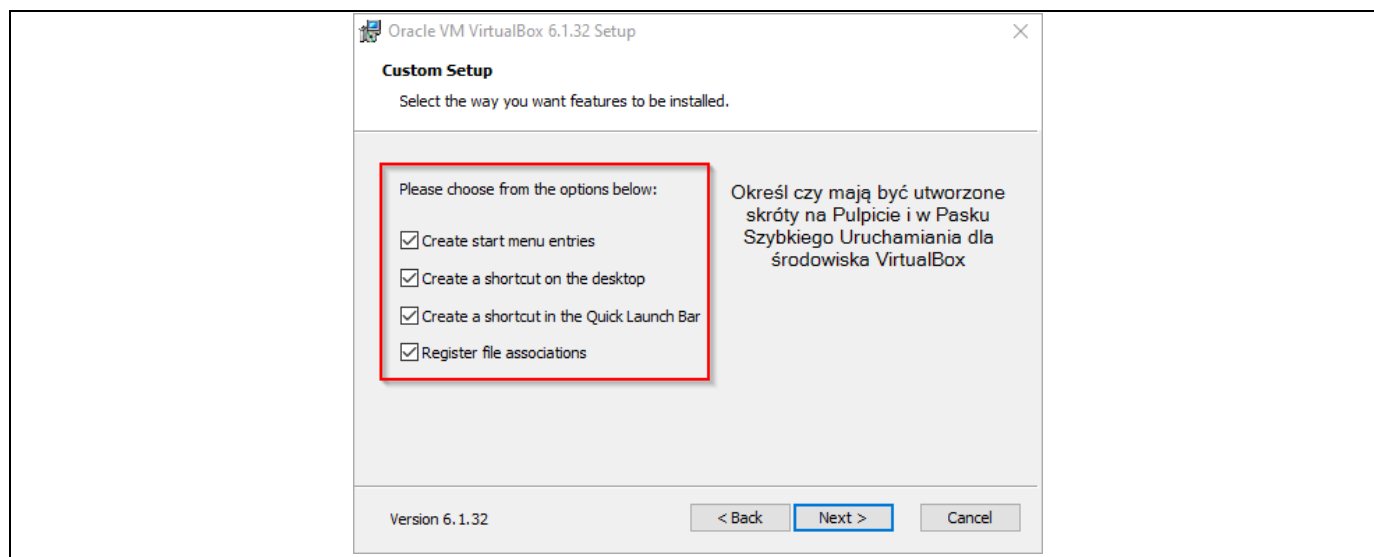 Oracle VM VirtualBox 6.1.32 Setup
Custom Setup
Select the way you want features to be installed.
Please choose from the options below:
Create start menu entries
Create a shortcut on the desktop
Create a shortcut in the Quick Launch Bar
Register file associations
Określ czy mają być utworzone
skróty na Pulpicie i w Pasku
Szybkiego Uruchamiania dla
środowiska VirtualBox
Version 6.1.32
< Back
Next >
Cancel